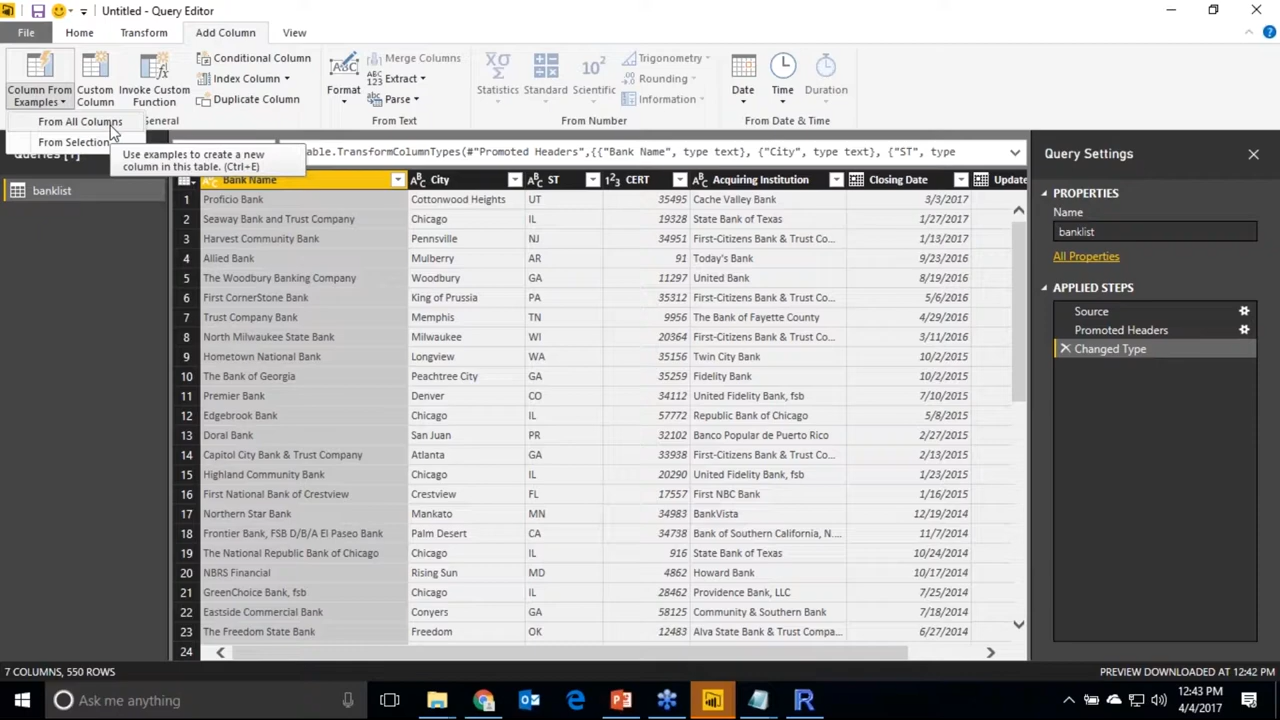 Untitled - Query Editor
File Home Transform Add Column View
Column From Examples
Custom Column
Invoke Custom Function
Conditional Column
Index Column
Duplicate Column
General
From All Columns
From Selection
Use examples to create a new column in this table. (Ctrl+E)
Format
Merge Columns
Extract
Parse
From Text
Statistics
Standard
Scientific
Trigonometry
Rounding
Information
From Number
Date
Time
Duration
From Date & Time
Queries [1]
banklist
able.TransformColumnTypes(#"Promoted Headers",{{"Bank Name", type text}, {"City", type text}, {"ST", type
Bank Name City ST CERT Acquiring Institution Closing Date Update
1 Proficio Bank Cottonwood Heights UT 35495 Cache Valley Bank 3/3/2017
2 Seaway Bank and Trust Company Chicago IL 19328 State Bank of Texas 1/27/2017
3 Harvest Community Bank Pennsville NJ 34951 First-Citizens Bank & Trust Co... 1/13/2017
4 Allied Bank Mulberry AR 91 Today's Bank 9/23/2016
5 The Woodbury Banking Company Woodbury GA 11297 United Bank 8/19/2016
6 First CornerStone Bank King of Prussia PA 35312 First-Citizens Bank & Trust Co... 5/6/2016
7 Trust Company Bank Memphis TN 9956 The Bank of Fayette County 4/29/2016
8 North Milwaukee State Bank Milwaukee WI 20364 First-Citizens Bank & Trust Co... 3/11/2016
9 Hometown National Bank Longview WA 35156 Twin City Bank 10/2/2015
10 The Bank of Georgia Peachtree City GA 35259 Fidelity Bank 10/2/2015
11 Premier Bank Denver CO 34112 United Fidelity Bank, fsb 7/10/2015
12 Edgebrook Bank Chicago IL 57772 Republic Bank of Chicago 5/8/2015
13 Doral Bank San Juan PR 32102 Banco Popular de Puerto Rico 2/27/2015
14 Capitol City Bank & Trust Company Atlanta GA 33938 First-Citizens Bank & Trust Co... 2/13/2015
15 Highland Community Bank Chicago IL 20290 United Fidelity Bank, fsb 1/23/2015
16 First National Bank of Crestview Crestview FL 17557 First NBC Bank 1/16/2015
17 Northern Star Bank Mankato MN 34983 BankVista 12/19/2014
18 Frontier Bank, FSB D/B/A El Paseo Bank Palm Desert CA 34738 Bank of Southern California, N.... 11/7/2014
19 The National Republic Bank of Chicago Chicago IL 916 State Bank of Texas 10/24/2014
20 NBRS Financial Rising Sun MD 4862 Howard Bank 10/17/2014
21 GreenChoice Bank, fsb Chicago IL 28462 Providence Bank, LLC 7/25/2014
22 Eastside Commercial Bank Conyers GA 58125 Community & Southern Bank 7/18/2014
23 The Freedom State Bank Freedom OK 12483 Alva State Bank & Trust Compa... 6/27/2014
24
Query Settings
PROPERTIES
Name
banklist
All Properties
APPLIED STEPS
Source
Promoted Headers
Changed Type
7 COLUMNS, 550 ROWS
PREVIEW DOWNLOADED AT 12:42 PM
Ask me anything
12:43 PM
4/4/2017